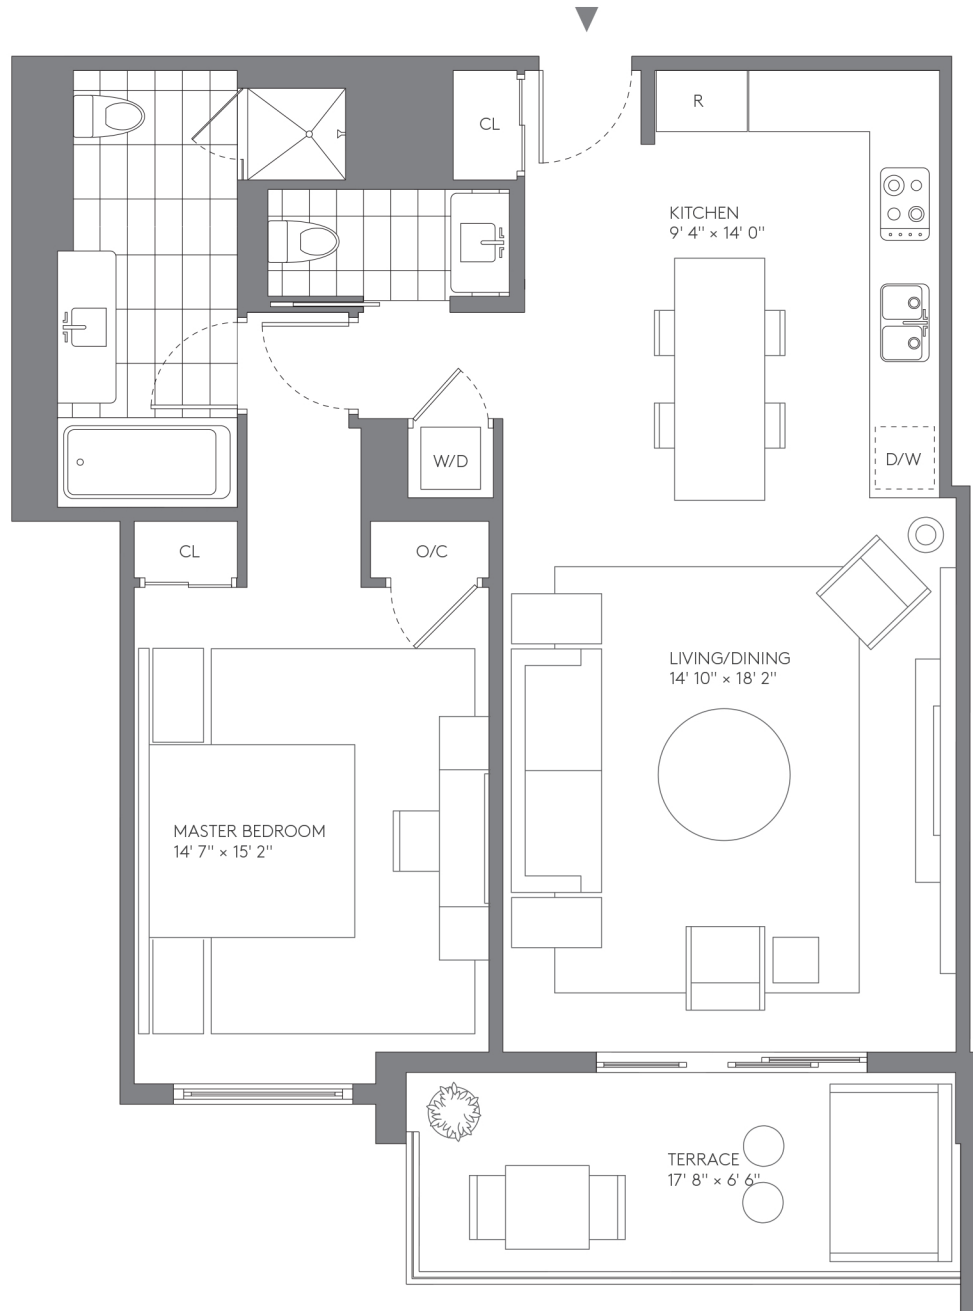 CL
R
KITCHEN
9' 4" × 14' 0"
W/D
D/W
CL
O/C
LIVING/DINING
14' 10" × 18' 2"
MASTER BEDROOM
14' 7" × 15' 2"
TERRACE
17' 8" × 6' 6"